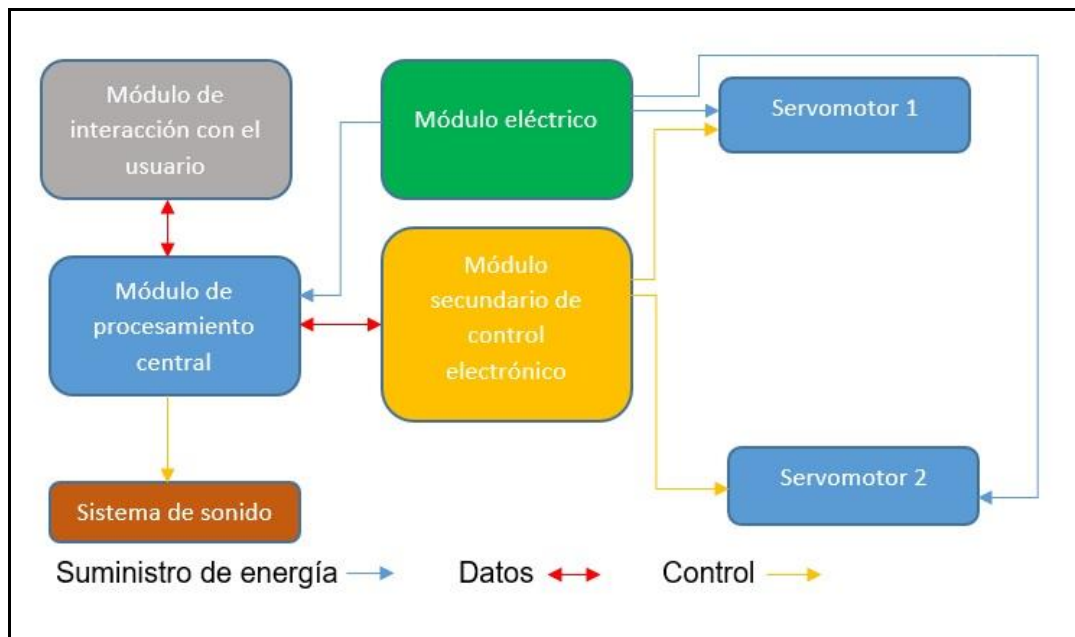 Módulo de
interacción con el
usuario
Módulo eléctrico
Servomotor 1
Módulo de
procesamiento
central
Módulo
secundario de
control
electrónico
Servomotor 2
Sistema de sonido
Suministro de energía
Datos
Control